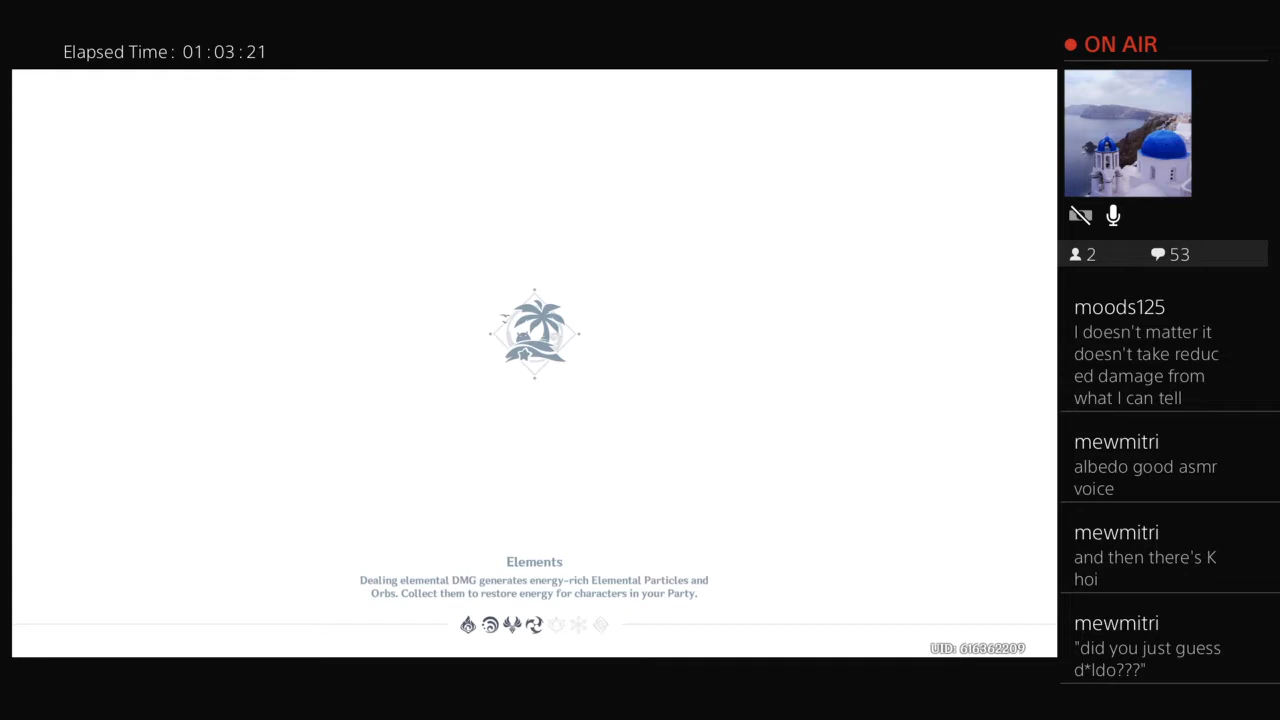 Elapsed Time: 01:03:21
ON AIR
2 53
moods125
I doesn't matter it
doesn't take reduc
ed damage from
what I can tell
mewmitri
albedo good asmr
voice
mewmitri
and then there's K
hoi
mewmitri
"did you just guess
d*ldo???"
Elements
Dealing elemental DMG generates energy-rich Elemental Particles and
Orbs. Collect them to restore energy for characters in your Party.
UID: 616362209